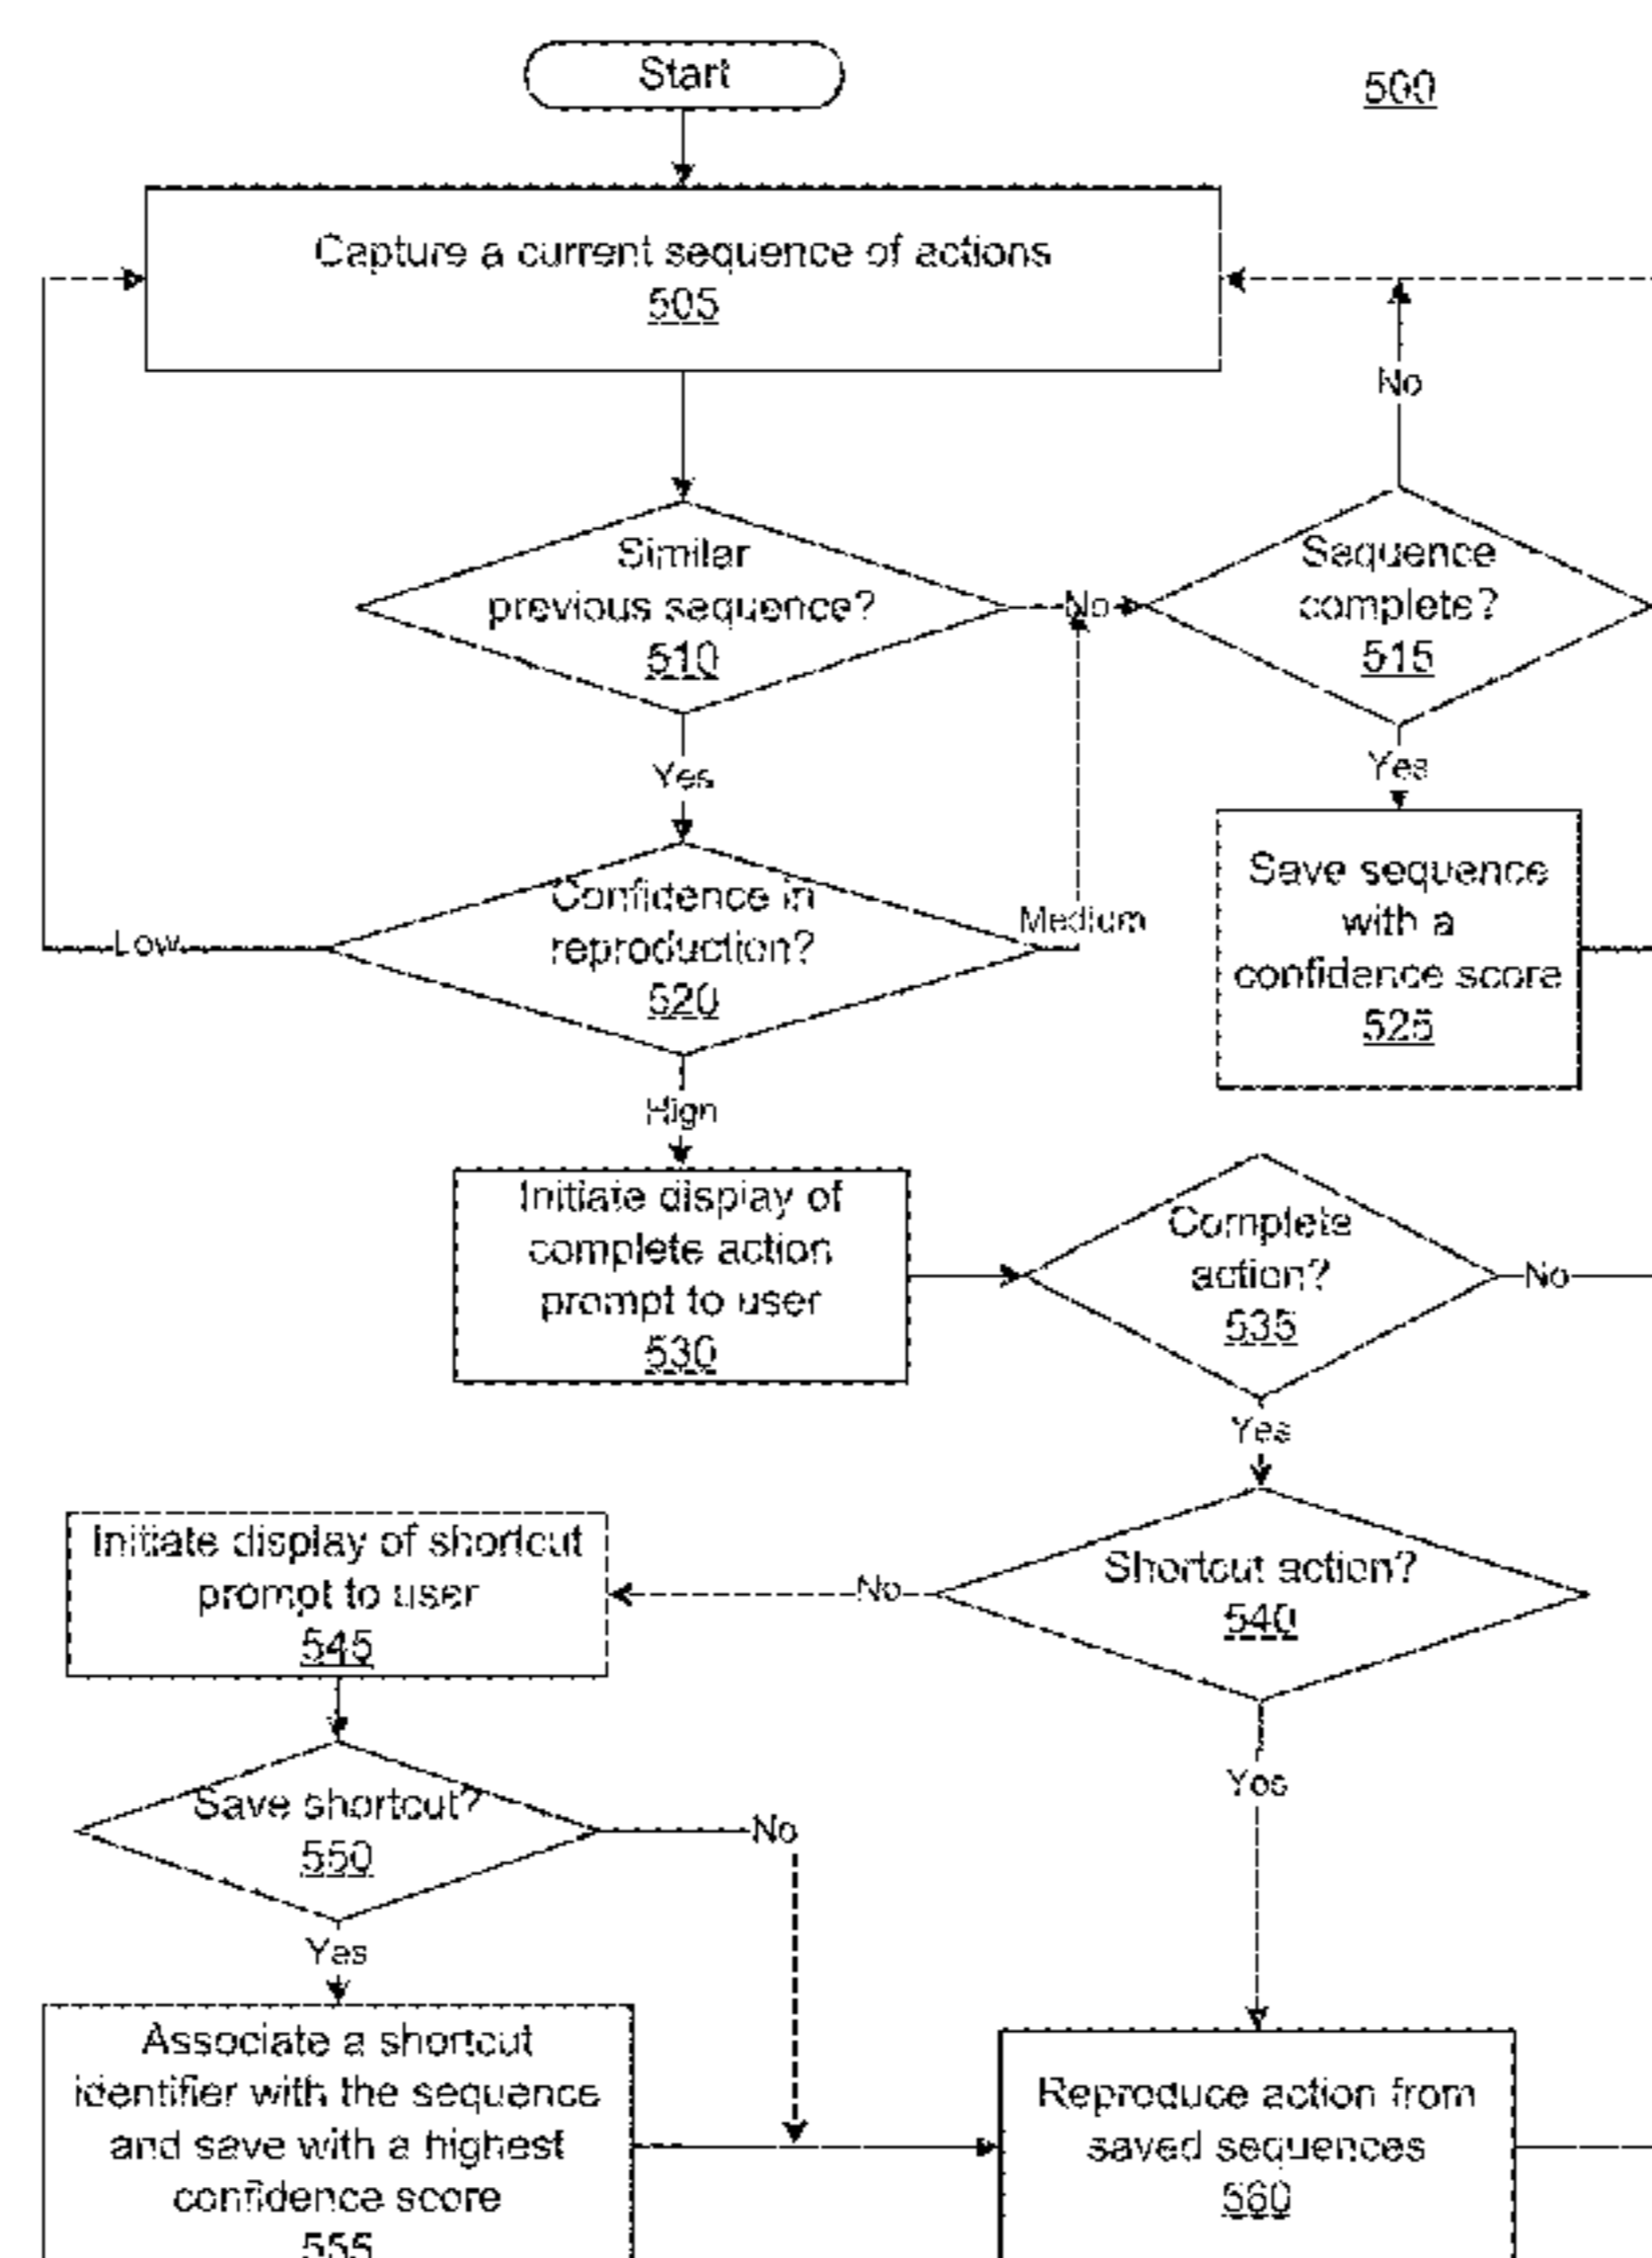 Start
500
Capture a current sequence of actions
505
No
Similar
previous sequence?
510
No
Sequence
complete?
515
Yes
Yes
Confidence in
reproduction?
520
Low
Medium
Save sequence
with a
confidence score
525
High
Initiate display of
complete action
prompt to user
530
Complete
action?
535
No
Yes
Initiate display of shortcut
prompt to user
545
No
Shortcut action?
540
Yes
Save shortcut?
550
No
Yes
Associate a shortcut
identifier with the sequence
and save with a highest
confidence score
555
Reproduce action from
saved sequences
560